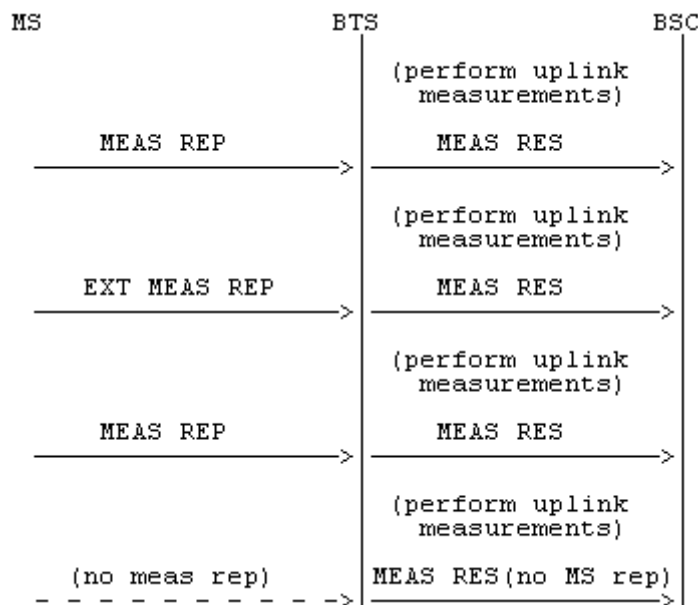 MS BTS BSC
(perform uplink
measurements)
MEAS REP MEAS RES
(perform uplink
measurements)
EXT MEAS REP MEAS RES
(perform uplink
measurements)
MEAS REP MEAS RES
(perform uplink
measurements)
(no meas rep) MEAS RES(no MS rep)